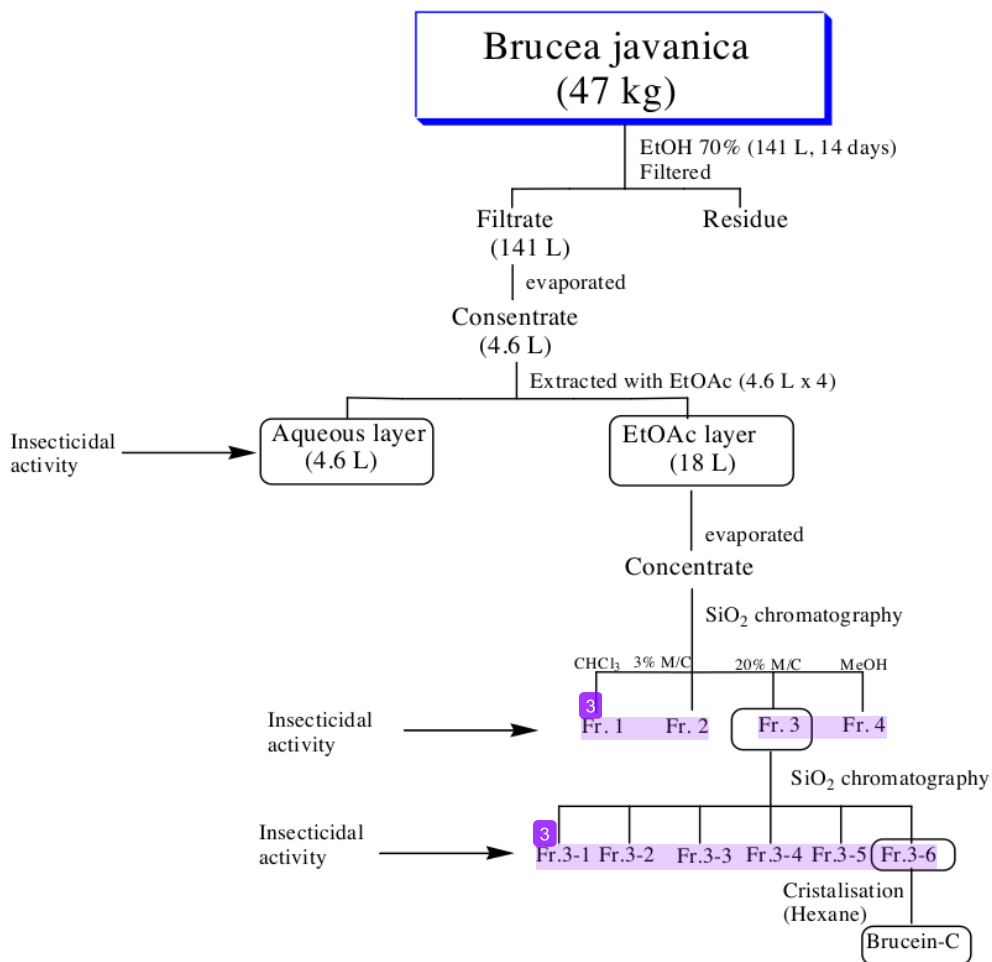 Brucea javanica
(47 kg)
EtOH 70% (141 L, 14 days)
Filtered
Filtrate
(141 L)
Residue
evaporated
Consentrate
(4.6 L)
Extracted with EtOAc (4.6 L x 4)
Insecticidal
activity
Aqueous layer
(4.6 L)
EtOAc layer
(18 L)
evaporated
Concentrate
SiO₂ chromatography
CHCl₃ 3% M/C 20% M/C MeOH
3
Insecticidal
activity
Fr. 1 Fr. 2 Fr. 3 Fr. 4
SiO₂ chromatography
3
Insecticidal
activity
Fr.3-1 Fr.3-2 Fr.3-3 Fr.3-4 Fr.3-5 Fr.3-6
Cristalisation
(Hexane)
Brucein-C